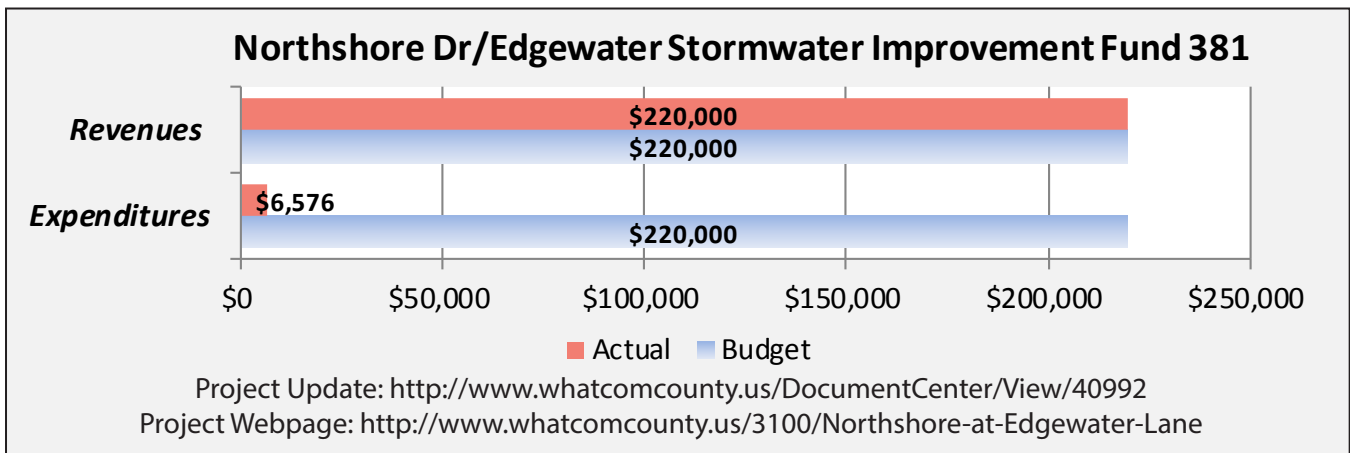 Northshore Dr/Edgewater Stormwater Improvement Fund 381
Revenues
$220,000
$220,000
Expenditures
$6,576
$220,000
$0 $50,000 $100,000 $150,000 $200,000 $250,000
Actual Budget
Project Update: http://www.whatcomcounty.us/DocumentCenter/View/40992
Project Webpage: http://www.whatcomcounty.us/3100/Northshore-at-Edgewater-Lane